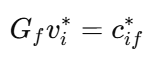 G_f v_i^* = c_{if}^*